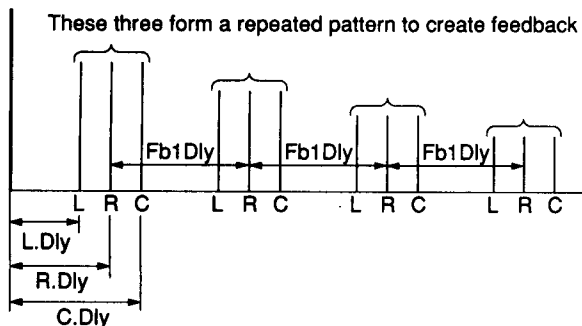 These three form a repeated pattern to create feedback
Fb1Dly Fb1Dly Fb1Dly
L R C L R C L R C L R C
L.Dly
R.Dly
C.Dly